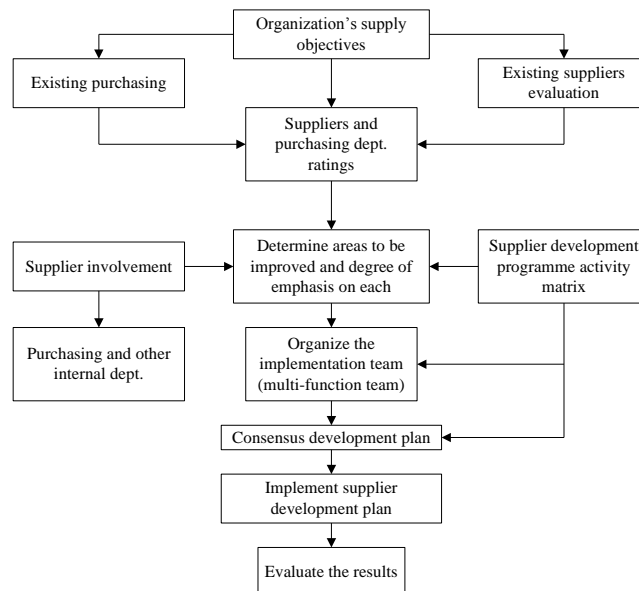 Organization's supply
objectives
Existing purchasing
Existing suppliers
evaluation
Suppliers and
purchasing dept.
ratings
Supplier involvement
Determine areas to be
improved and degree of
emphasis on each
Supplier development
programme activity
matrix
Purchasing and other
internal dept.
Organize the
implementation team
(multi-function team)
Consensus development plan
Implement supplier
development plan
Evaluate the results